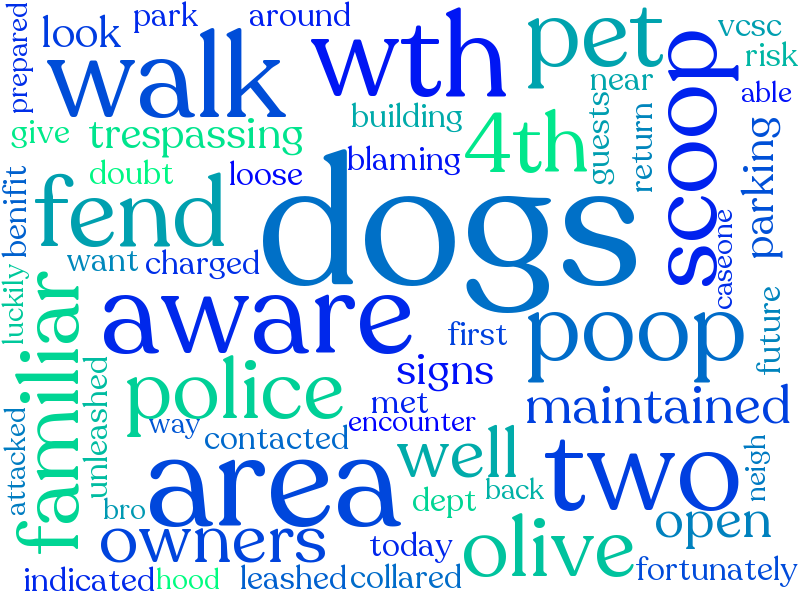 prepared
look
park
around
walk
wth
pet
vcsc
risk
near
able
scoop
give
trespassing
building
4th
guests
return
parking
doubt
loose
blaming
benifit
fend
dogs
want
charged
caseone
luckily
familiar
aware
first
poop
future
signs
police
unleashed
met
maintained
way
encounter
contacted
attacked
area
well
two
neigh
bro
dept
back
owners
today
olive
open
fortunately
indicated
hood
leashed
collared